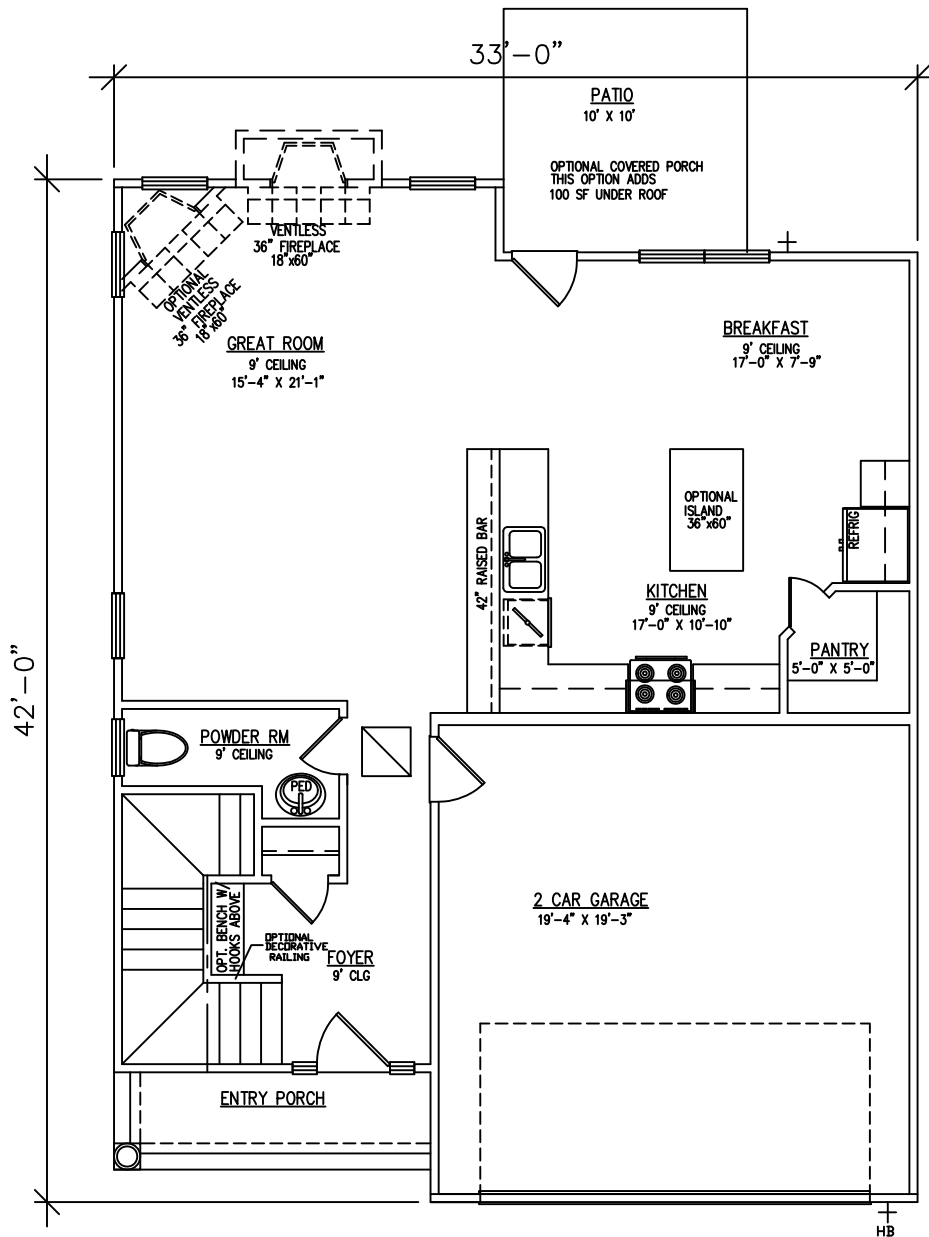 33'-0"
PATIO
10' X 10'
OPTIONAL COVERED PORCH
THIS OPTION ADDS
100 SF UNDER ROOF
VENTLESS
36" FIREPLACE
18"x60"
OPTIONAL
VENTLESS
36" FIREPLACE
18"x60"
GREAT ROOM
9' CEILING
15'-4" X 21'-1"
BREAKFAST
9' CEILING
17'-0" X 7'-9"
42" RAISED BAR
OPTIONAL
ISLAND
36"x60"
REFRIG
KITCHEN
9' CEILING
17'-0" X 10'-10"
PANTRY
5'-0" X 5'-0"
42'-0"
POWDER RM
9' CEILING
PED
2 CAR GARAGE
19'-4" X 19'-3"
OPT. BENCH W/
HOOKS ABOVE
OPTIONAL
DECORATIVE
RAILING
FOYER
9' CLG
ENTRY PORCH
HB